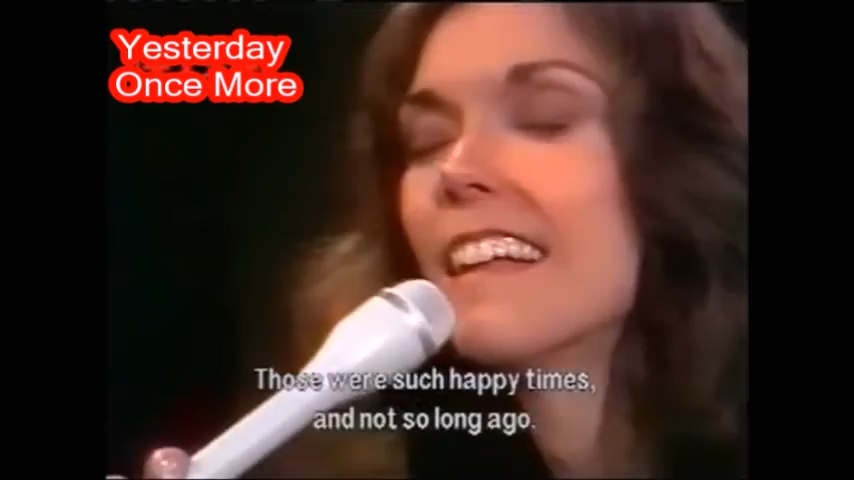 Yesterday
Once More
Those were such happy times,
and not so long ago.